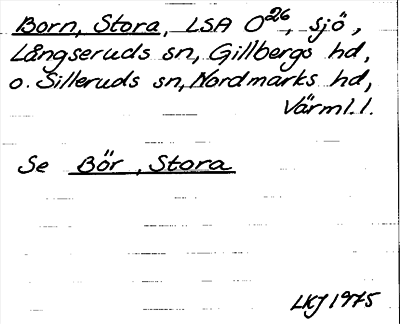 Born, Stora, LSA O26, sjö,
Långseruds sn, Gillbergs hd,
o. Silleruds sn, Nordmarks hd,
Värml.l.
Se Bör, Stora
LKJ 1975